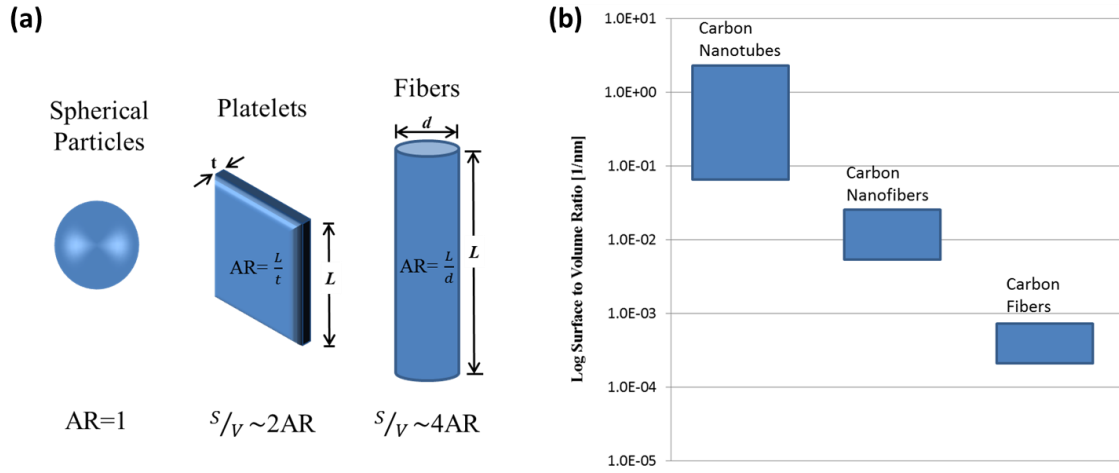 (a)
Spherical
Particles
AR=1
Platelets
t
AR= L/t
L
S/V ~2AR
Fibers
d
AR= L/d
L
S/V ~4AR
(b)
Log Surface to Volume Ratio [1/nm]
1.0E+01
1.0E+00
1.0E-01
1.0E-02
1.0E-03
1.0E-04
1.0E-05
Carbon
Nanotubes
Carbon
Nanofibers
Carbon
Fibers